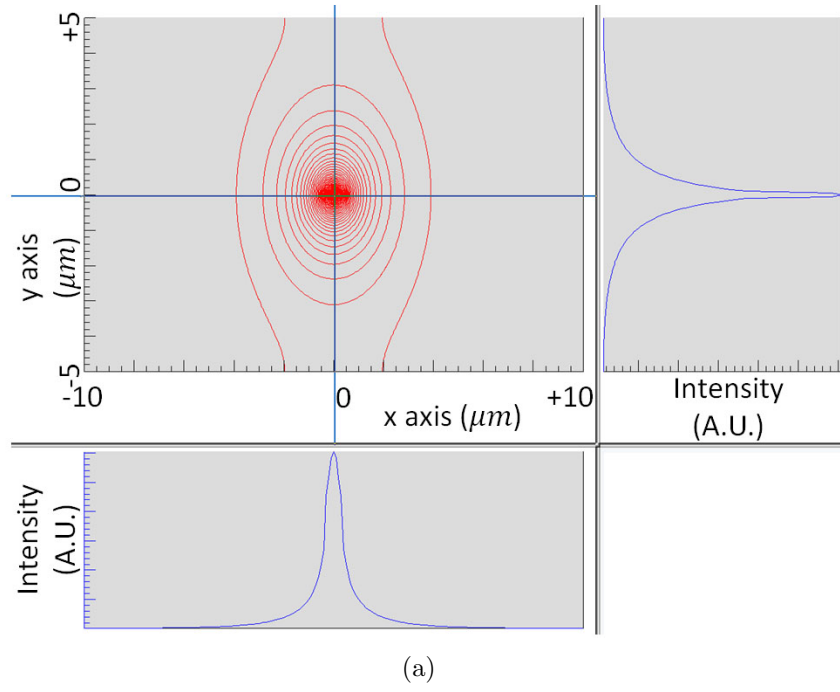 +5
0
-5
y axis
(μm)
-10
0
+10
x axis (μm)
Intensity
(A.U.)
Intensity
(A.U.)
(a)